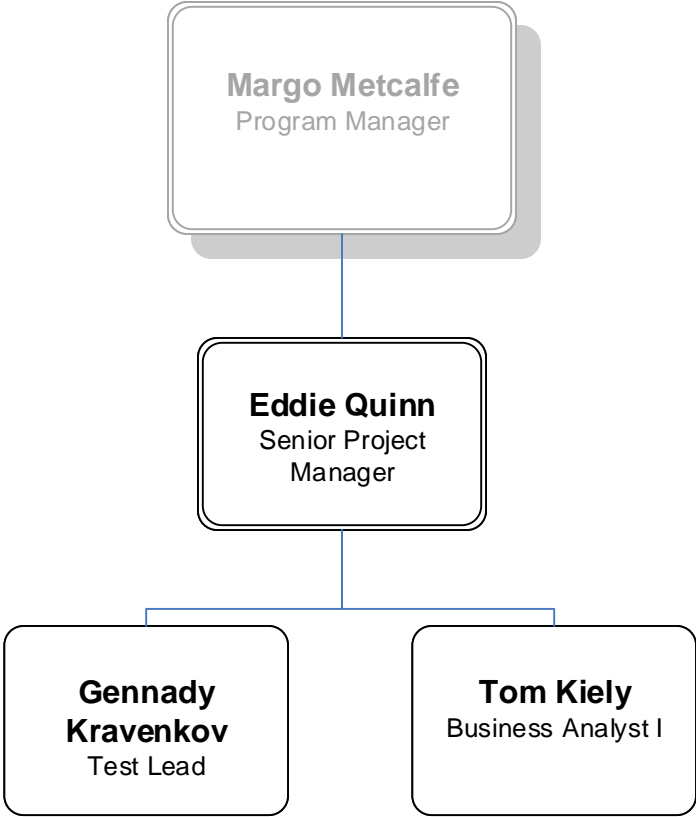 Margo Metcalfe
Program Manager
Eddie Quinn
Senior Project
Manager
Gennady
Kravenkov
Test Lead
Tom Kiely
Business Analyst I